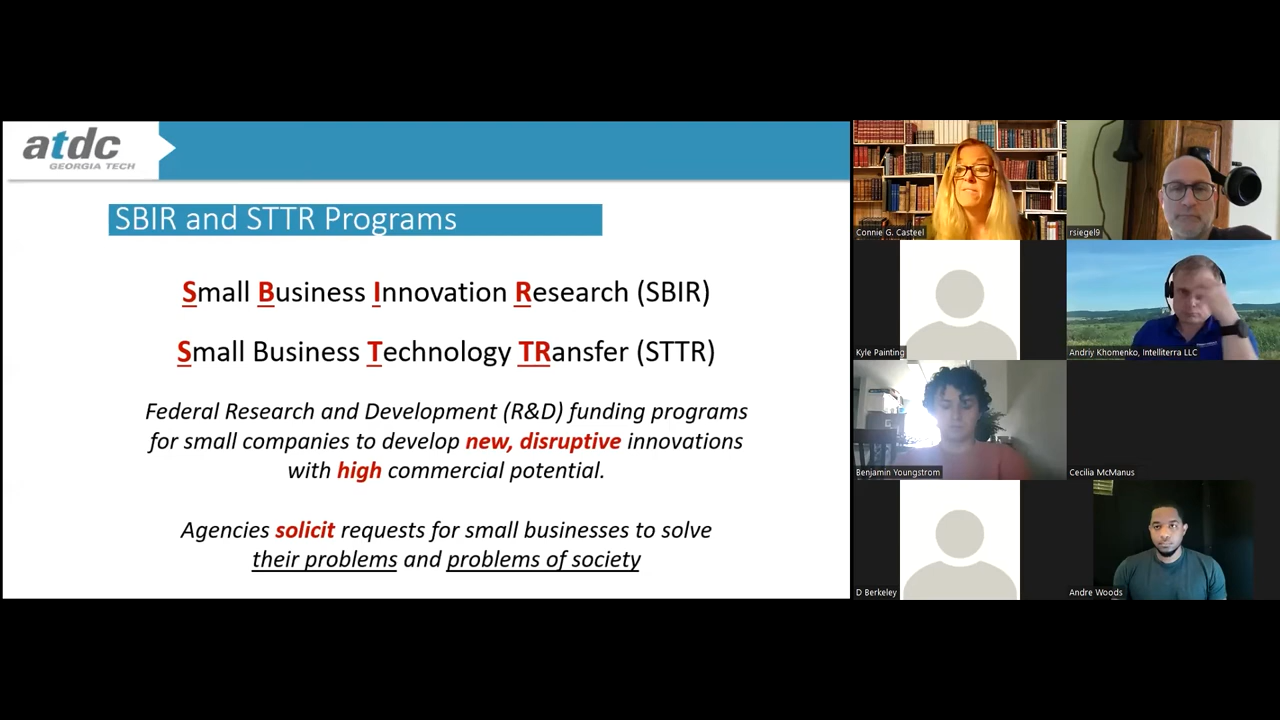 atdc
GEORGIA TECH
SBIR and STTR Programs
Small Business Innovation Research (SBIR)
Small Business Technology TRansfer (STTR)
Federal Research and Development (R&D) funding programs
for small companies to develop new, disruptive innovations
with high commercial potential.
Agencies solicit requests for small businesses to solve
their problems and problems of society
Connie G. Casteel
rsiegel9
Kyle Painting
Andriy Khomenko, Intelliterra LLC
Benjamin Youngstrom
Cecilia McManus
D Berkeley
Andre Woods